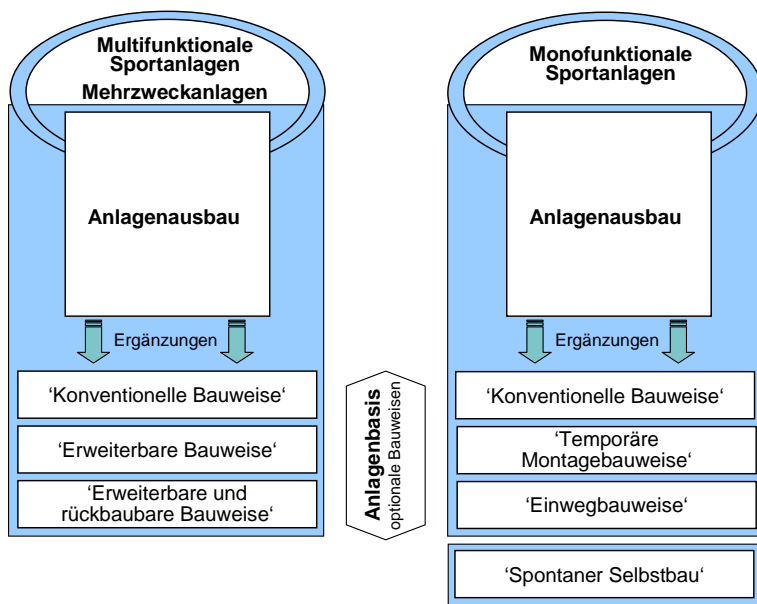 Multifunktionale
Sportanlagen
Mehrzweckanlagen
Anlagenausbau
Ergänzungen
‘Konventionelle Bauweise‘
‘Erweiterbare Bauweise‘
‘Erweiterbare und
rückbaubare Bauweise‘
Anlagenbasis
optionale Bauweisen
Monofunktionale
Sportanlagen
Anlagenausbau
Ergänzungen
‘Konventionelle Bauweise‘
‘Temporäre
Montagebauweise‘
‘Einwegbauweise‘
‘Spontaner Selbstbau‘